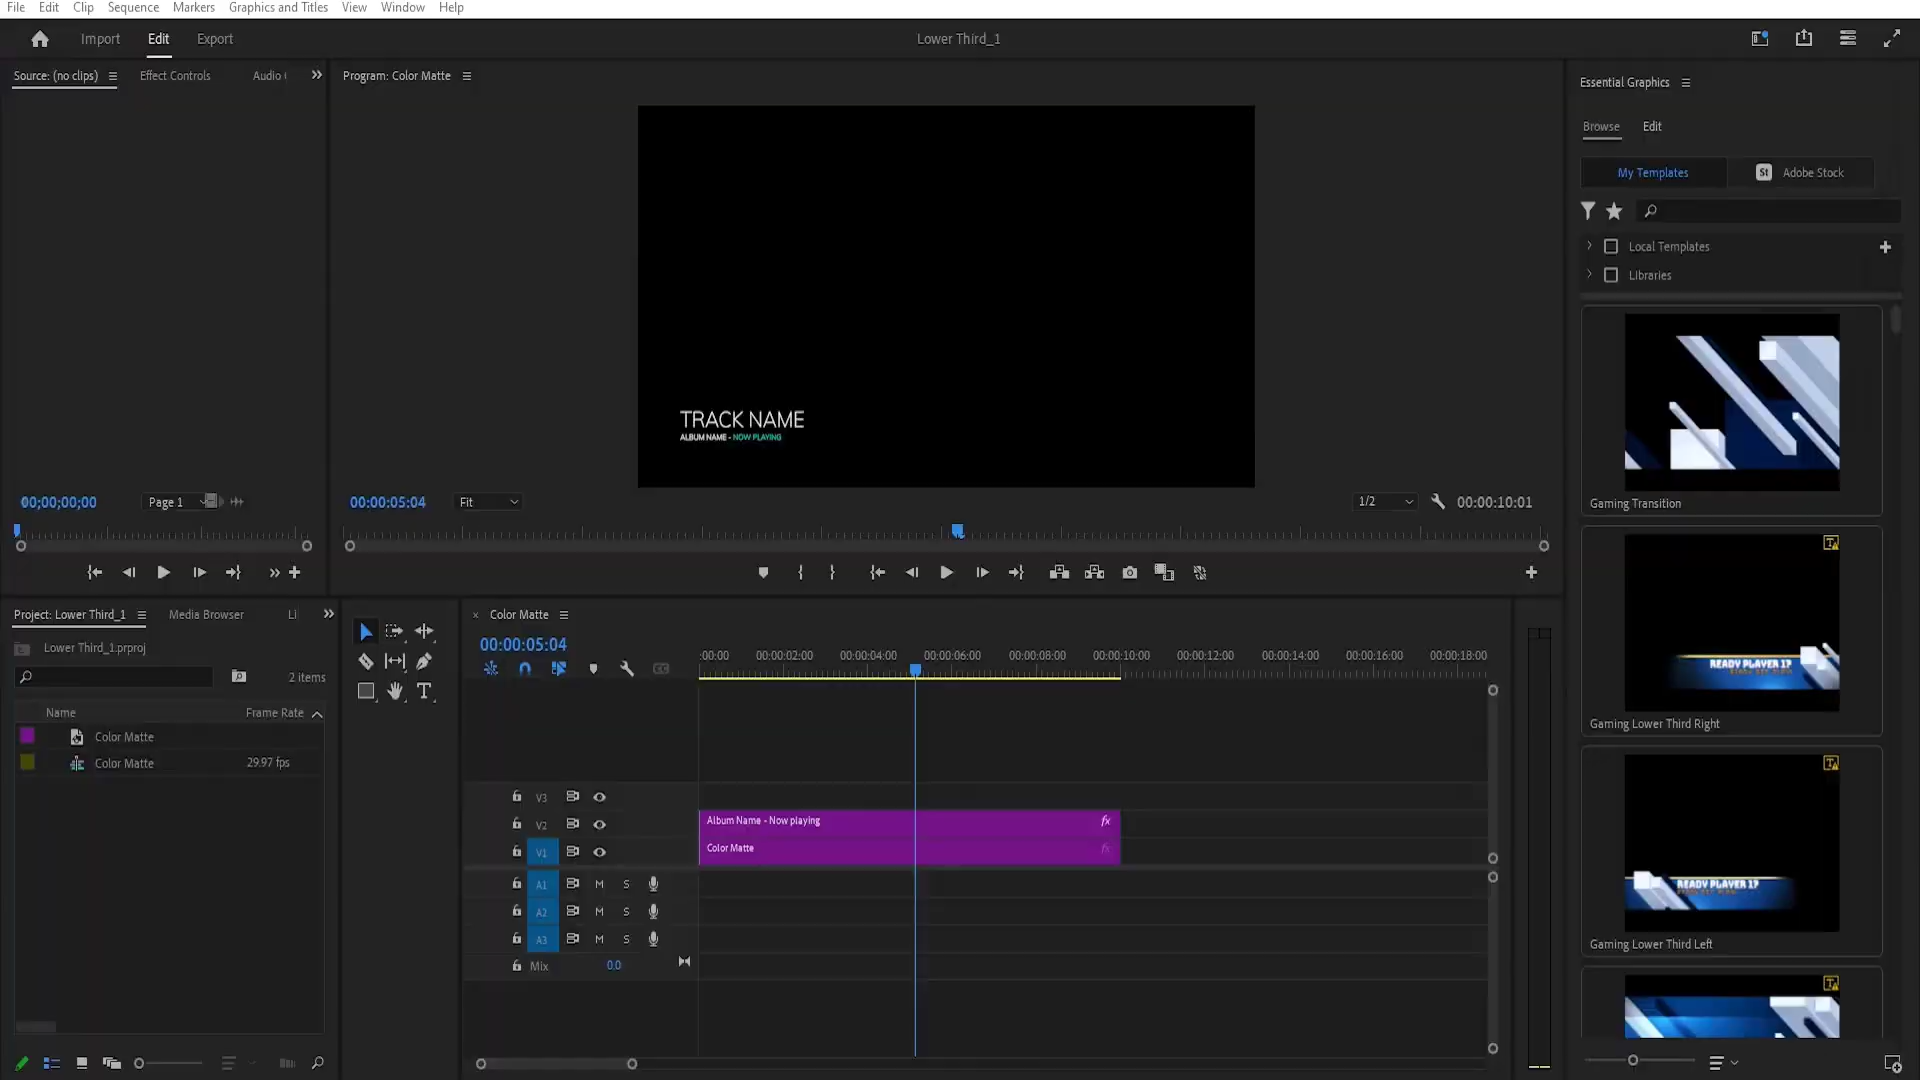 File Edit Clip Sequence Markers Graphics and Titles View Window Help
Import Edit Export Lower Third_1
Source: (no clips) Effect Controls Audio
Program: Color Matte
TRACK NAME
ALBUM NAME - NOW PLAYING
00;00;00;00 Page 1
00:00:05:04 Fit 1/2 00:00:10:01
Project: Lower Third_1 Media Browser
Lower Third_1.prproj
2 items
Name Frame Rate
Color Matte
Color Matte 29.97 fps
Color Matte
00:00:05:04
:00:00 00:00:02:00 00:00:04:00 00:00:06:00 00:00:08:00 00:00:10:00 00:00:12:00 00:00:14:00 00:00:16:00 00:00:18:00
V3
V2 Album Name - Now playing fx
V1 Color Matte fx
A1 M S
A2 M S
A3 M S
Mix 0.0
Essential Graphics
Browse Edit
My Templates St Adobe Stock
Local Templates
Libraries
Gaming Transition
READY PLAYER 1?
Gaming Lower Third Right
READY PLAYER 1?
Gaming Lower Third Left